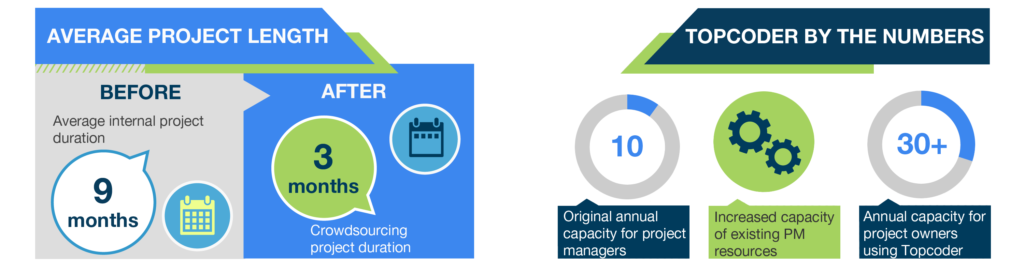 AVERAGE PROJECT LENGTH
BEFORE
Average internal project
duration
9
months
AFTER
3
months
Crowdsourcing
project duration
TOPCODER BY THE NUMBERS
10
Original annual
capacity for project
managers
Increased capacity
of existing PM
resources
30+
Annual capacity for
project owners
using Topcoder